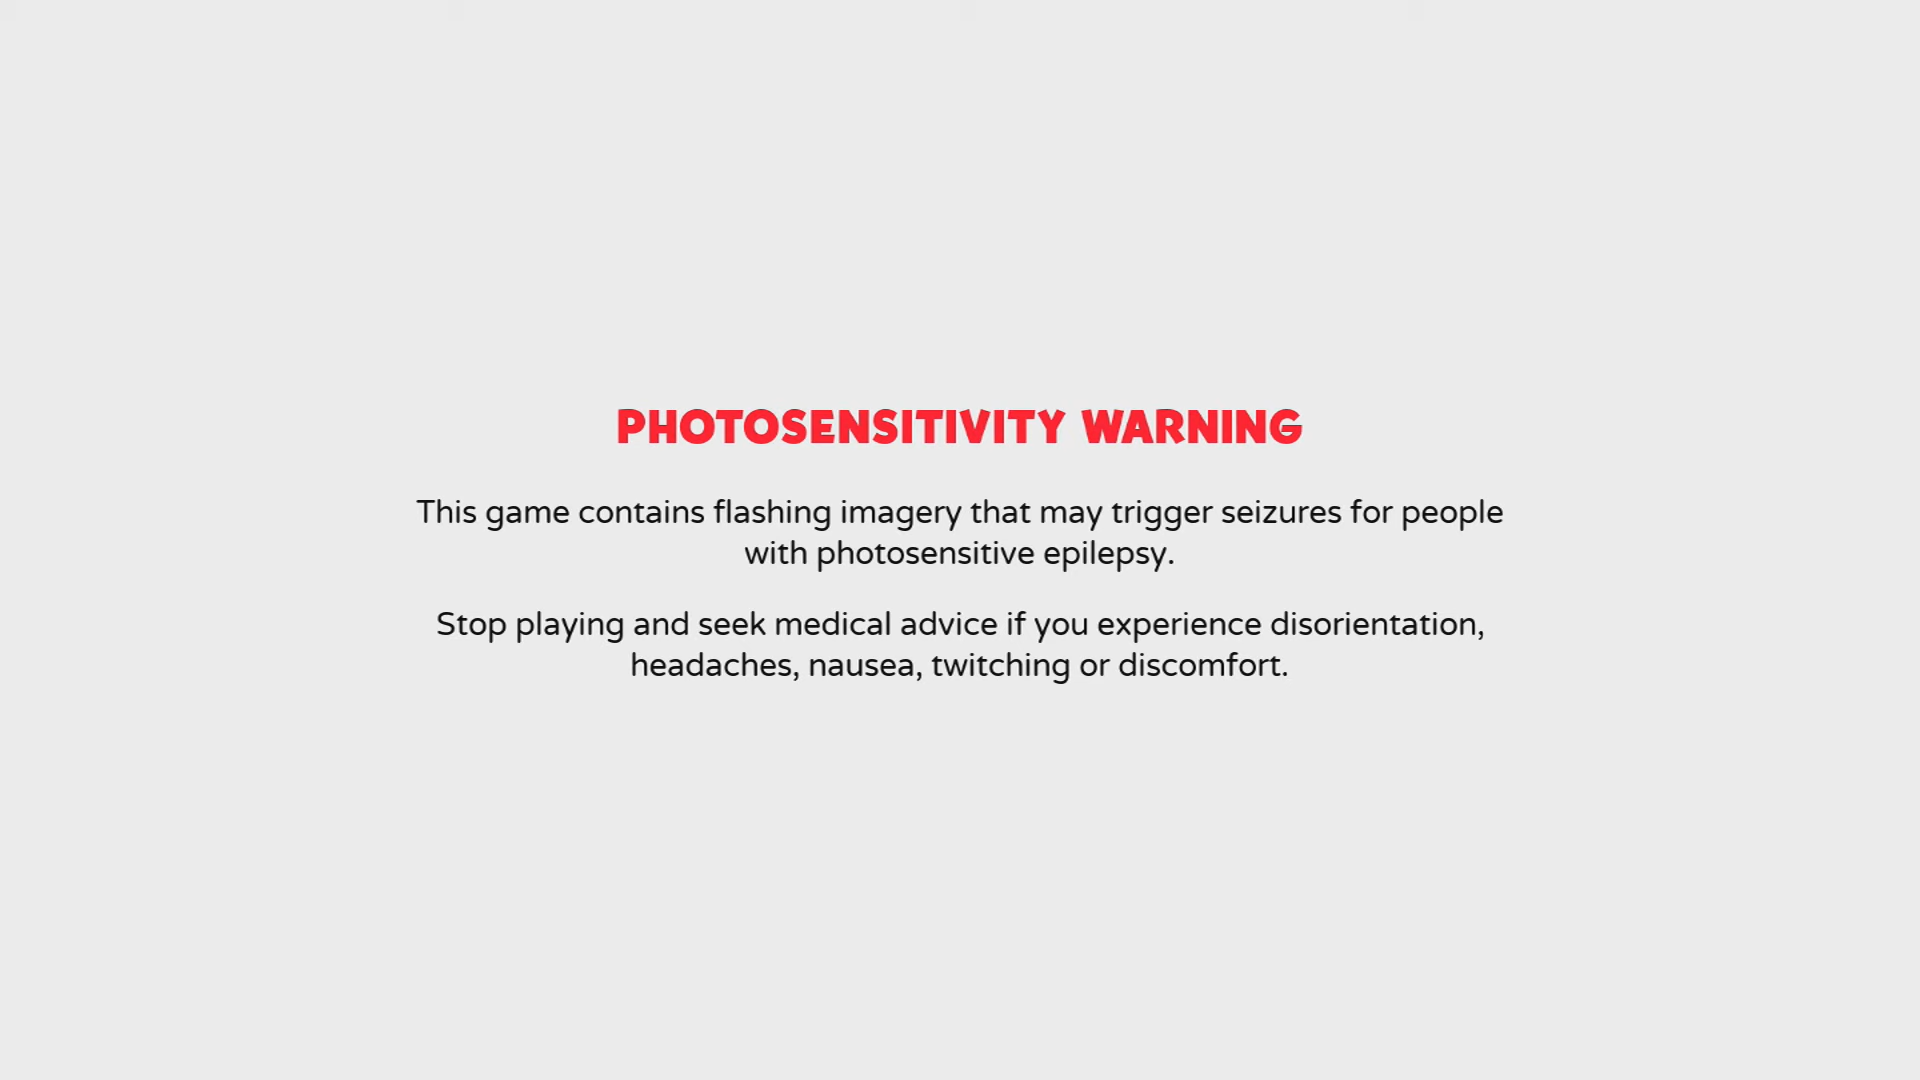 PHOTOSENSITIVITY WARNING
This game contains flashing imagery that may trigger seizures for people
with photosensitive epilepsy.
Stop playing and seek medical advice if you experience disorientation,
headaches, nausea, twitching or discomfort.